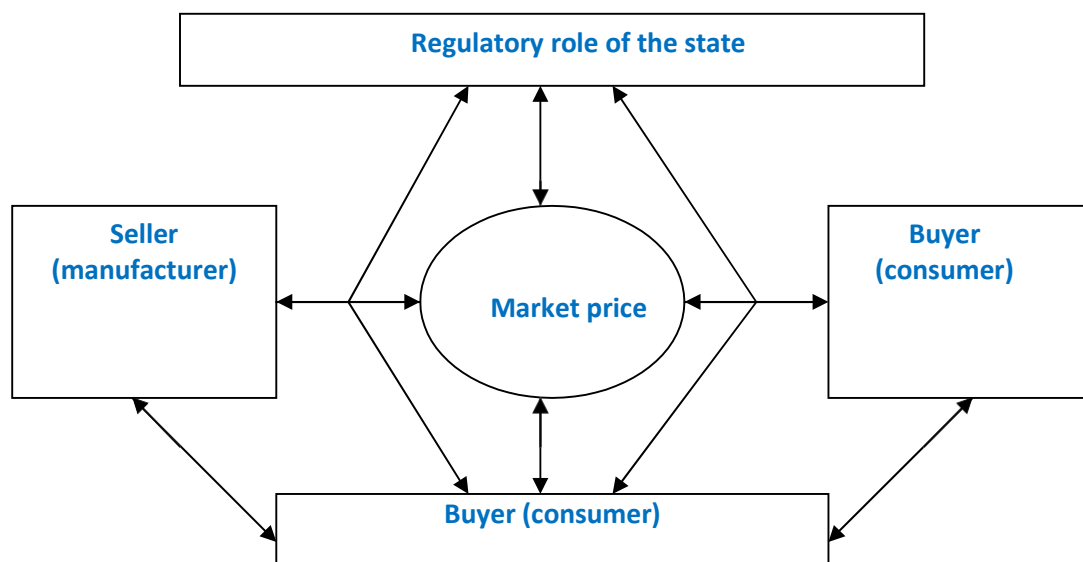 Regulatory role of the state
Seller
(manufacturer)
Buyer
(consumer)
Market price
Buyer (consumer)